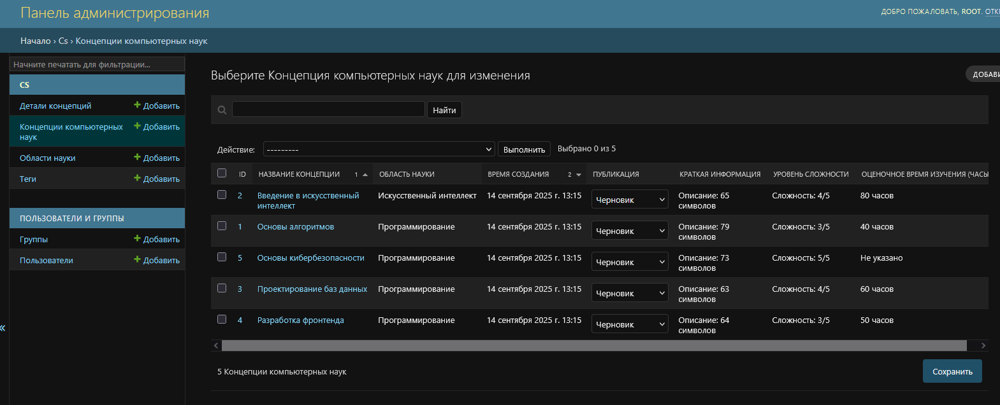 Панель администрирования
ДОБРО ПОЖАЛОВАТЬ, ROOT.
Начало › Cs › Концепции компьютерных наук
Начните печатать для фильтрации...
CS
Детали концепций + Добавить
Концепции компьютерных наук + Добавить
Области науки + Добавить
Теги + Добавить
ПОЛЬЗОВАТЕЛИ И ГРУППЫ
Группы + Добавить
Пользователи + Добавить
«
Выберите Концепция компьютерных наук для изменения
Найти
Действие: --------- Выполнить Выбрано 0 из 5
ID НАЗВАНИЕ КОНЦЕПЦИИ 1 ОБЛАСТЬ НАУКИ ВРЕМЯ СОЗДАНИЯ 2 ПУБЛИКАЦИЯ КРАТКАЯ ИНФОРМАЦИЯ УРОВЕНЬ СЛОЖНОСТИ ОЦЕНОЧНОЕ ВРЕМЯ ИЗУЧЕНИЯ (ЧАСЫ
2 Введение в искусственный интеллект Искусственный интеллект 14 сентября 2025 г. 13:15 Черновик Описание: 65 символов Сложность: 4/5 80 часов
1 Основы алгоритмов Программирование 14 сентября 2025 г. 13:15 Черновик Описание: 79 символов Сложность: 3/5 40 часов
5 Основы кибербезопасности Программирование 14 сентября 2025 г. 13:15 Черновик Описание: 73 символов Сложность: 5/5 Не указано
3 Проектирование баз данных Программирование 14 сентября 2025 г. 13:15 Черновик Описание: 63 символов Сложность: 4/5 60 часов
4 Разработка фронтенда Программирование 14 сентября 2025 г. 13:15 Черновик Описание: 64 символов Сложность: 3/5 50 часов
5 Концепции компьютерных наук
Сохранить